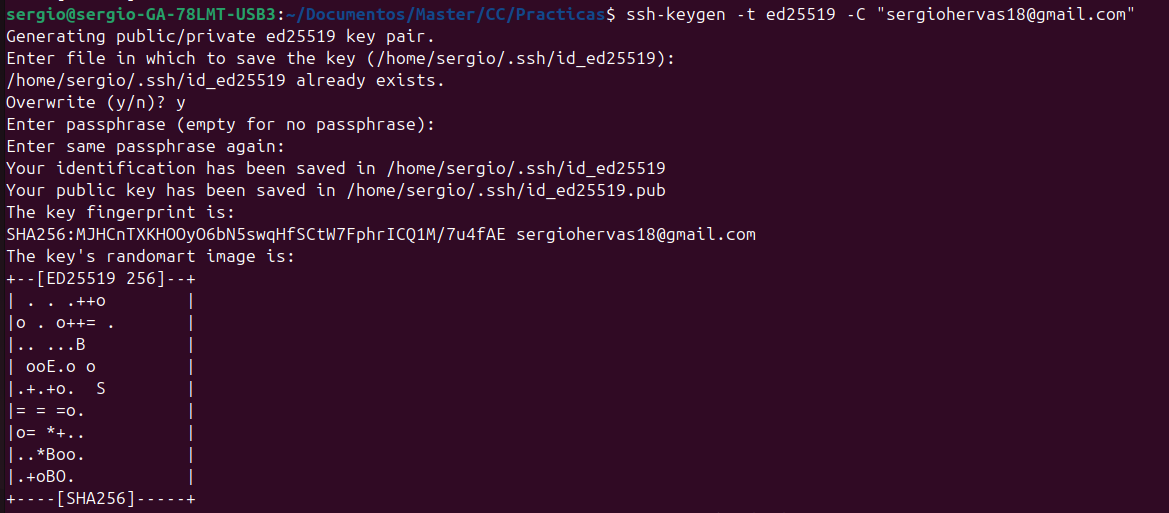 sergio@sergio-GA-78LMT-USB3:~/Documentos/Master/CC/Practicas$ ssh-keygen -t ed25519 -C "sergiohervas18@gmail.com"
Generating public/private ed25519 key pair.
Enter file in which to save the key (/home/sergio/.ssh/id_ed25519):
/home/sergio/.ssh/id_ed25519 already exists.
Overwrite (y/n)? y
Enter passphrase (empty for no passphrase):
Enter same passphrase again:
Your identification has been saved in /home/sergio/.ssh/id_ed25519
Your public key has been saved in /home/sergio/.ssh/id_ed25519.pub
The key fingerprint is:
SHA256:MJHCnTXKHOOyO6bN5swqHfSCtW7FphrICQ1M/7u4fAE sergiohervas18@gmail.com
The key's randomart image is:
+--[ED25519 256]--+
| . . .++o        |
|o . o++= .       |
|.. ...B          |
| ooE.o o         |
|.+.+o.  S        |
|= = =o.          |
|o= *+..          |
|..*Boo.          |
|.+oBO.           |
+----[SHA256]-----+